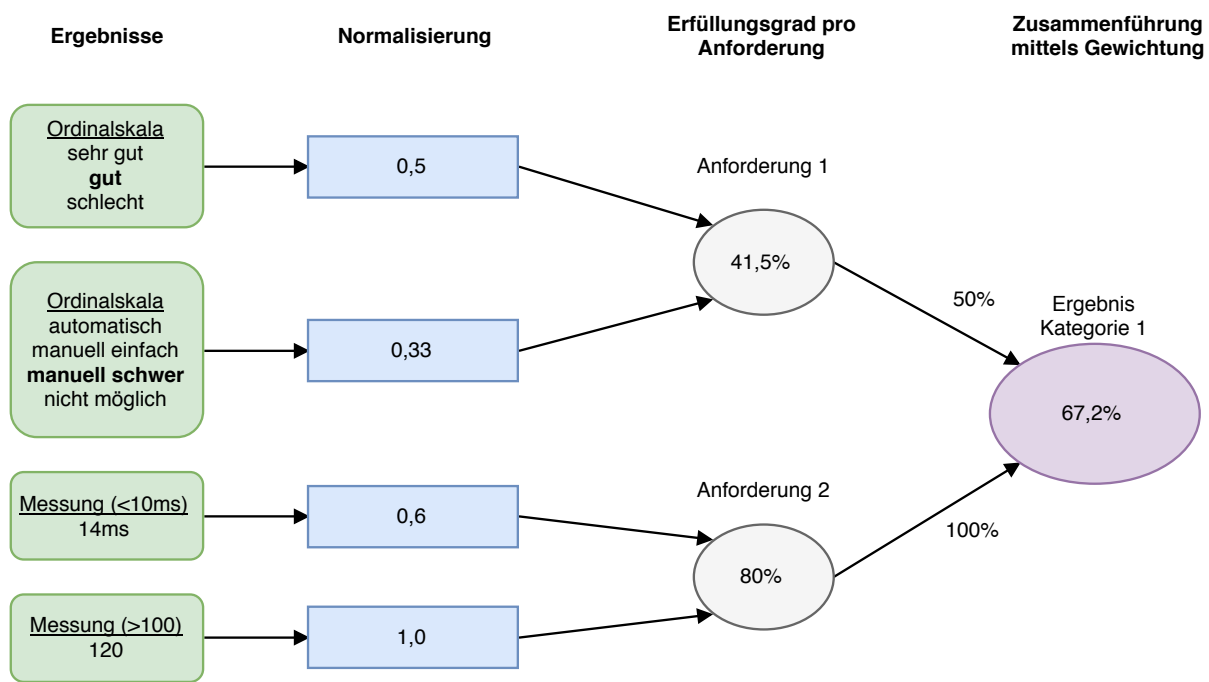 Ergebnisse
Normalisierung
Erfüllungsgrad pro
Anforderung
Zusammenführung
mittels Gewichtung
Ordinalskala
sehr gut
gut
schlecht
0,5
Anforderung 1
41,5%
Ordinalskala
automatisch
manuell einfach
manuell schwer
nicht möglich
0,33
50%
Ergebnis
Kategorie 1
67,2%
Messung (<10ms)
14ms
0,6
Anforderung 2
80%
100%
Messung (>100)
120
1,0